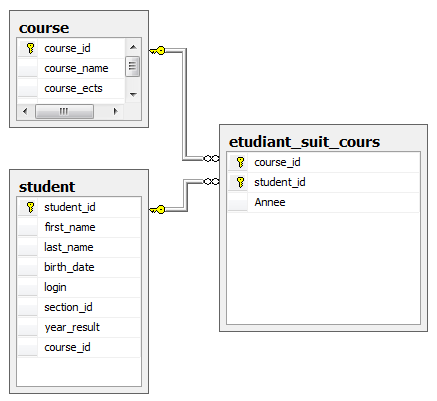 course
course_id
course_name
course_ects
etudiant_suit_cours
course_id
student_id
Annee
student
student_id
first_name
last_name
birth_date
login
section_id
year_result
course_id